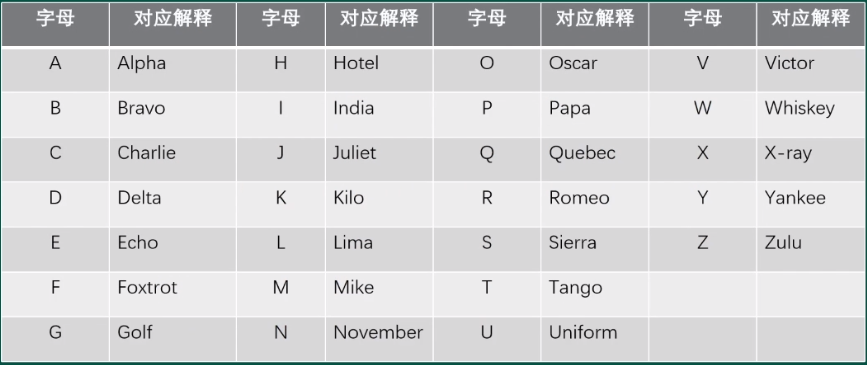 字母 对应解释 字母 对应解释 字母 对应解释 字母 对应解释
A Alpha H Hotel O Oscar V Victor
B Bravo I India P Papa W Whiskey
C Charlie J Juliet Q Quebec X X-ray
D Delta K Kilo R Romeo Y Yankee
E Echo L Lima S Sierra Z Zulu
F Foxtrot M Mike T Tango
G Golf N November U Uniform